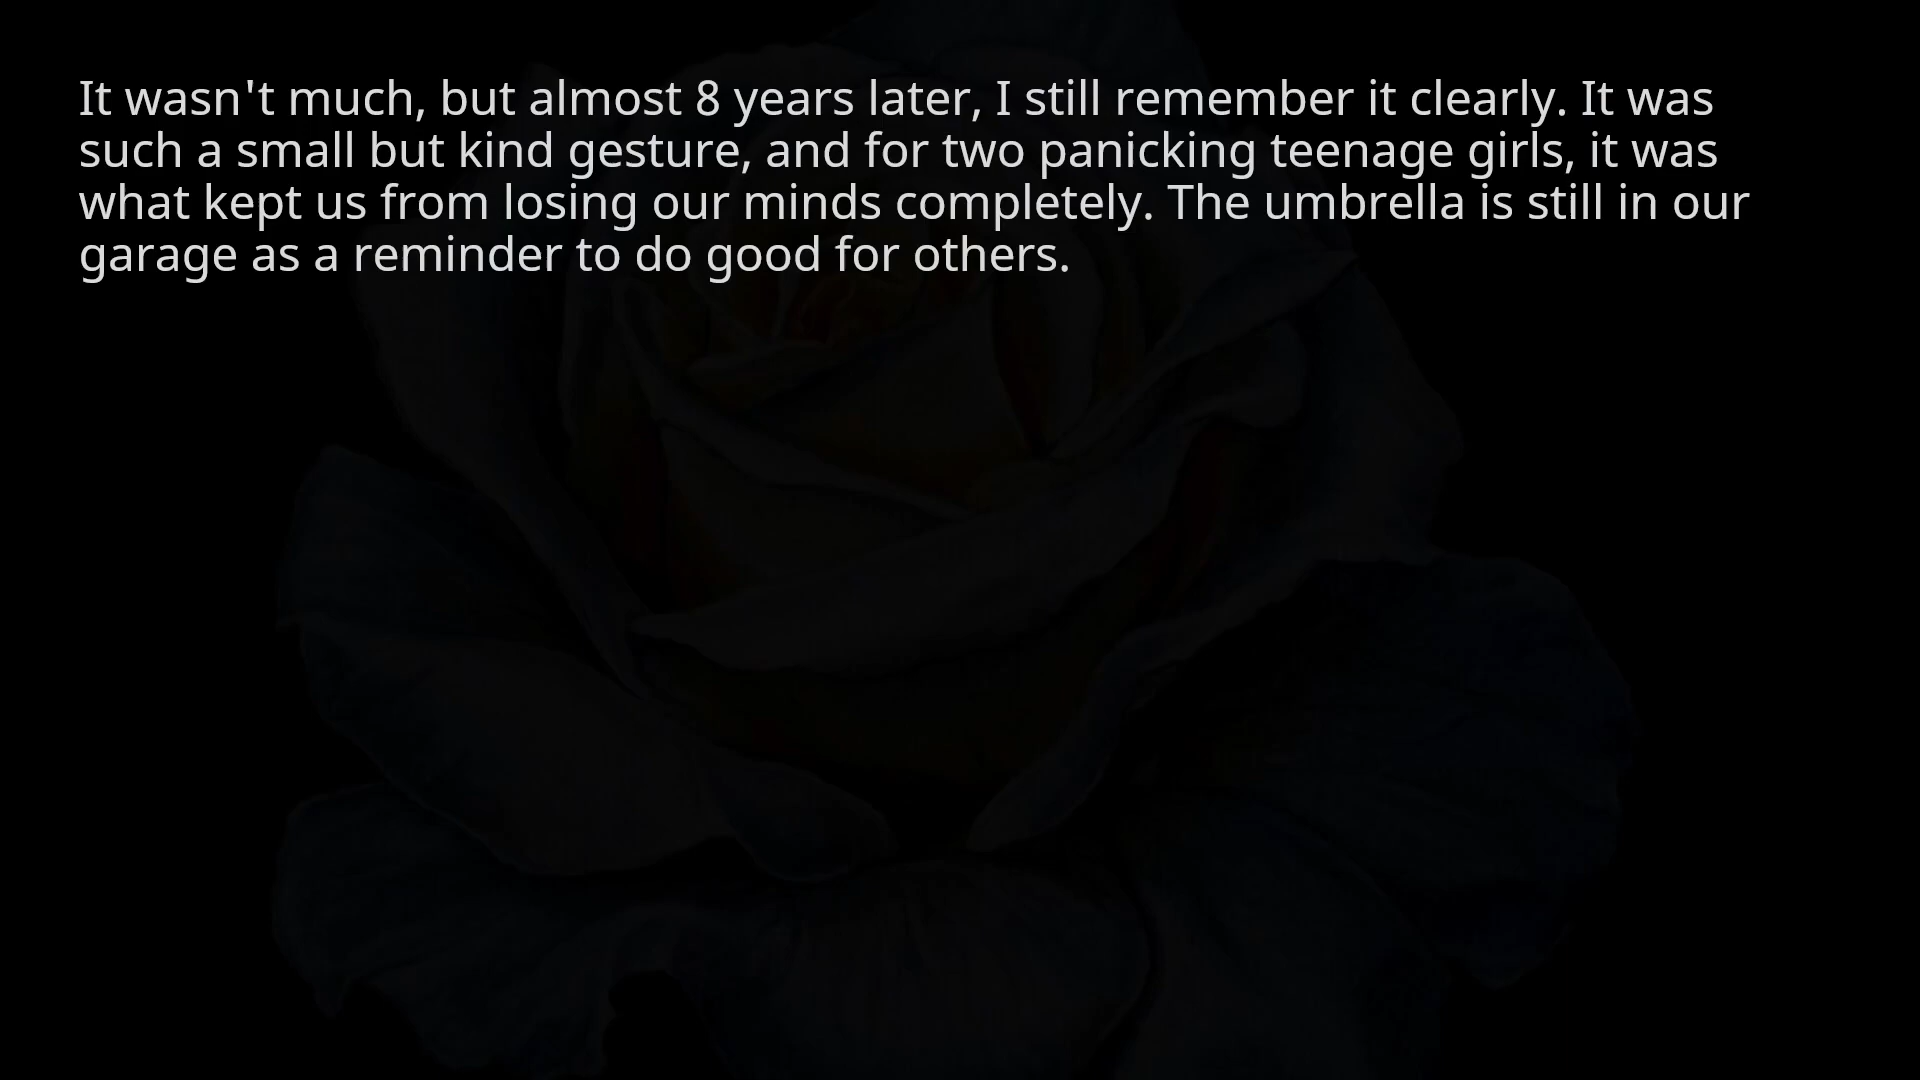 It wasn't much, but almost 8 years later, I still remember it clearly. It was
such a small but kind gesture, and for two panicking teenage girls, it was
what kept us from losing our minds completely. The umbrella is still in our
garage as a reminder to do good for others.